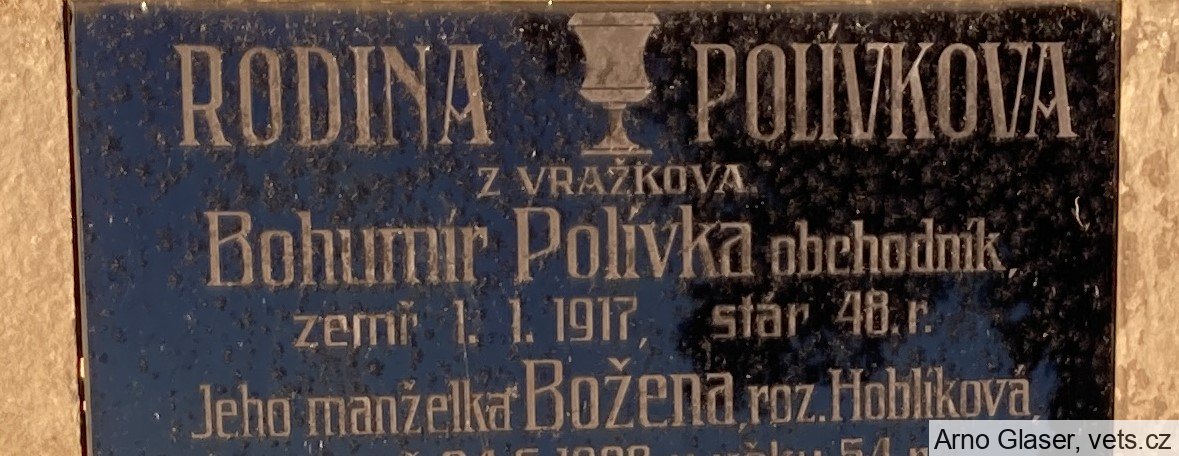 RODINA POLÍVKOVA
Z VRAŽKOVA.
Bohumír Polívka obchodník,
zemř 1. 1. 1917, stár 48. r.
Jeho manželka Božena, roz. Hoblíková,
Arno Glaser, vets.cz